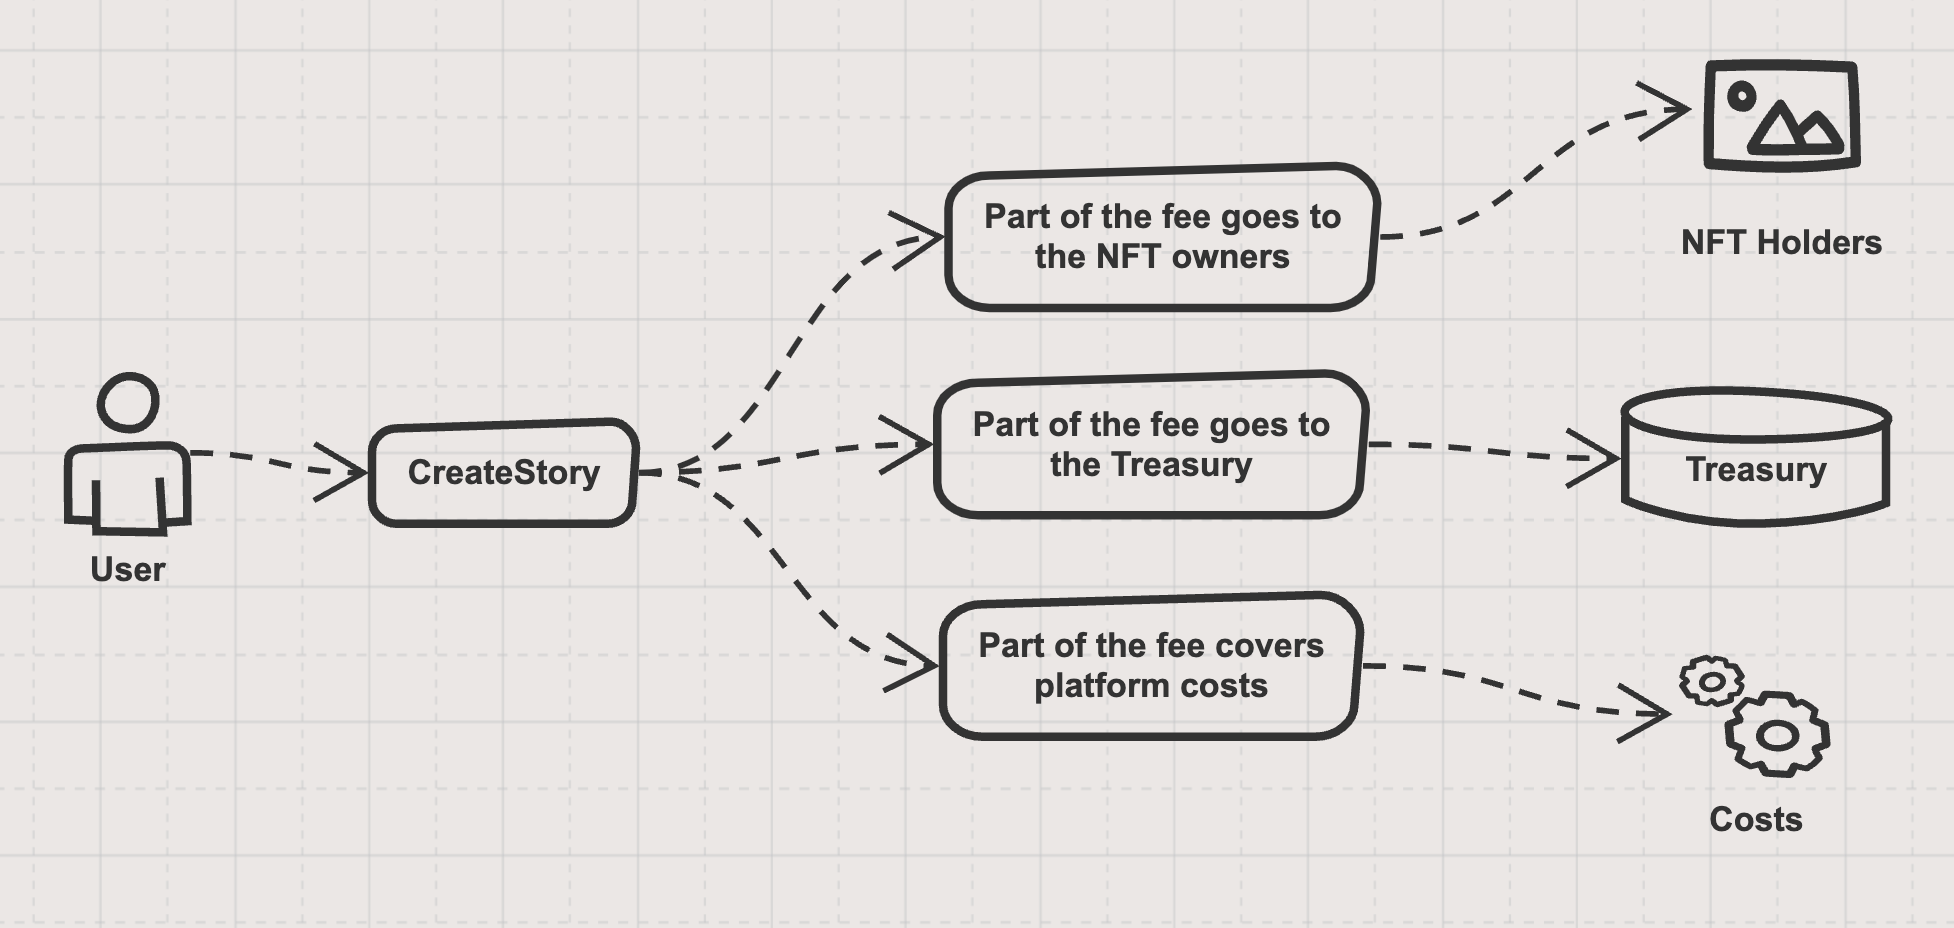 User
CreateStory
Part of the fee goes to
the NFT owners
NFT Holders
Part of the fee goes to
the Treasury
Treasury
Part of the fee covers
platform costs
Costs